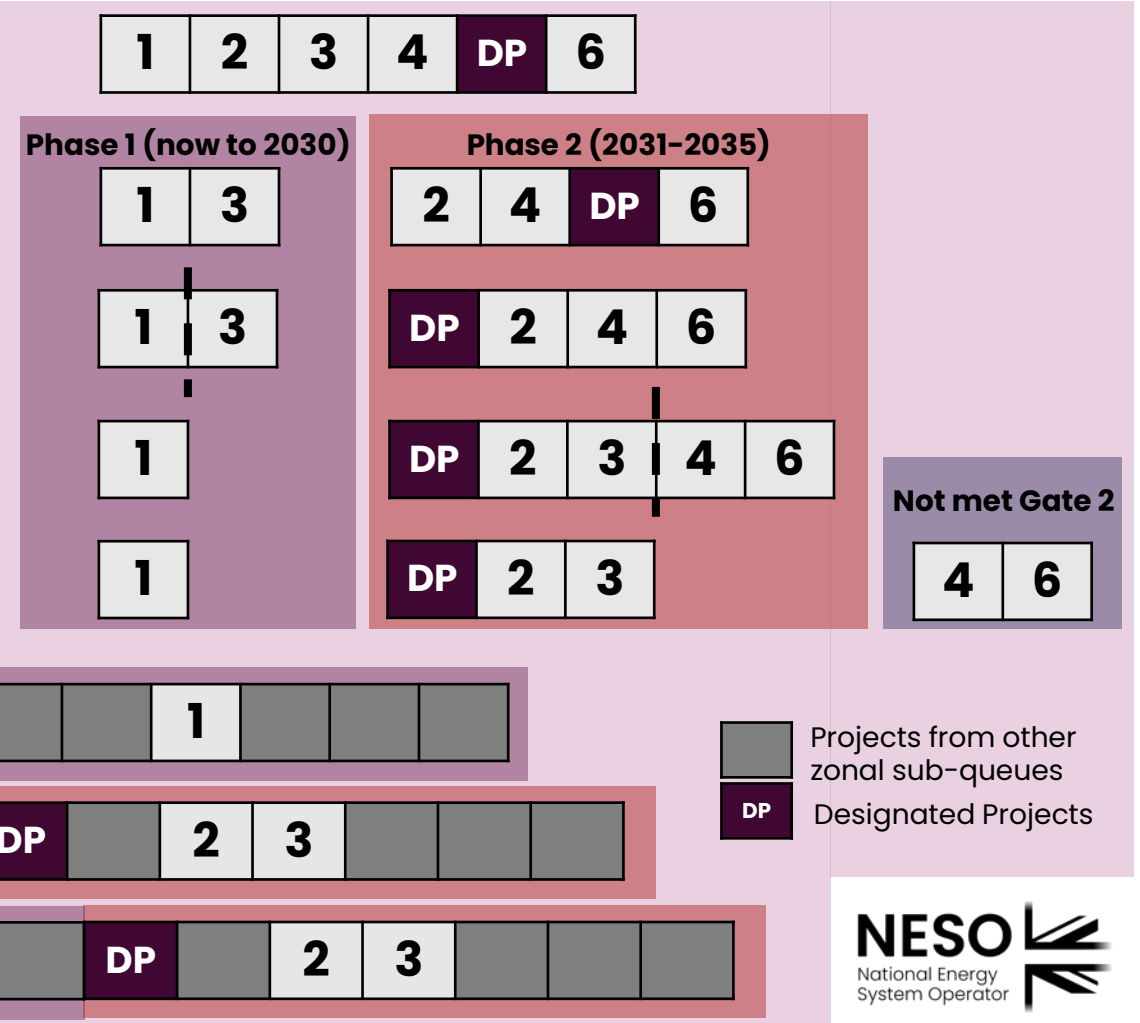 1 2 3 4 DP 6
Phase 1 (now to 2030)
Phase 2 (2031-2035)
1 3
2 4 DP 6
1 3
DP 2 4 6
1
DP 2 3 4 6
Not met Gate 2
1
DP 2 3
4 6
1
Projects from other
zonal sub-queues
DP Designated Projects
DP 2 3
DP 2 3
NESO
National Energy
System Operator